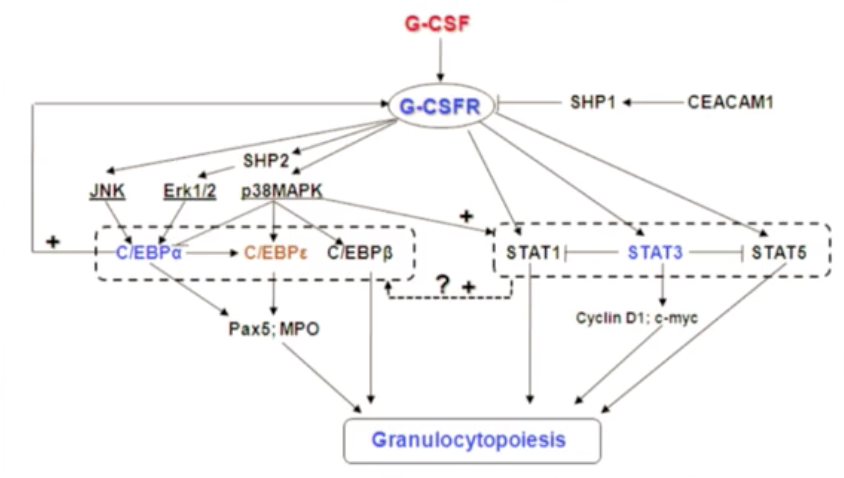 G-CSF
G-CSFR
SHP1
CEACAM1
SHP2
JNK
Erk1/2
p38MAPK
+
+
C/EBPα
C/EBPε
C/EBPβ
STAT1
STAT3
STAT5
? +
Pax5; MPO
Cyclin D1; c-myc
Granulocytopoiesis